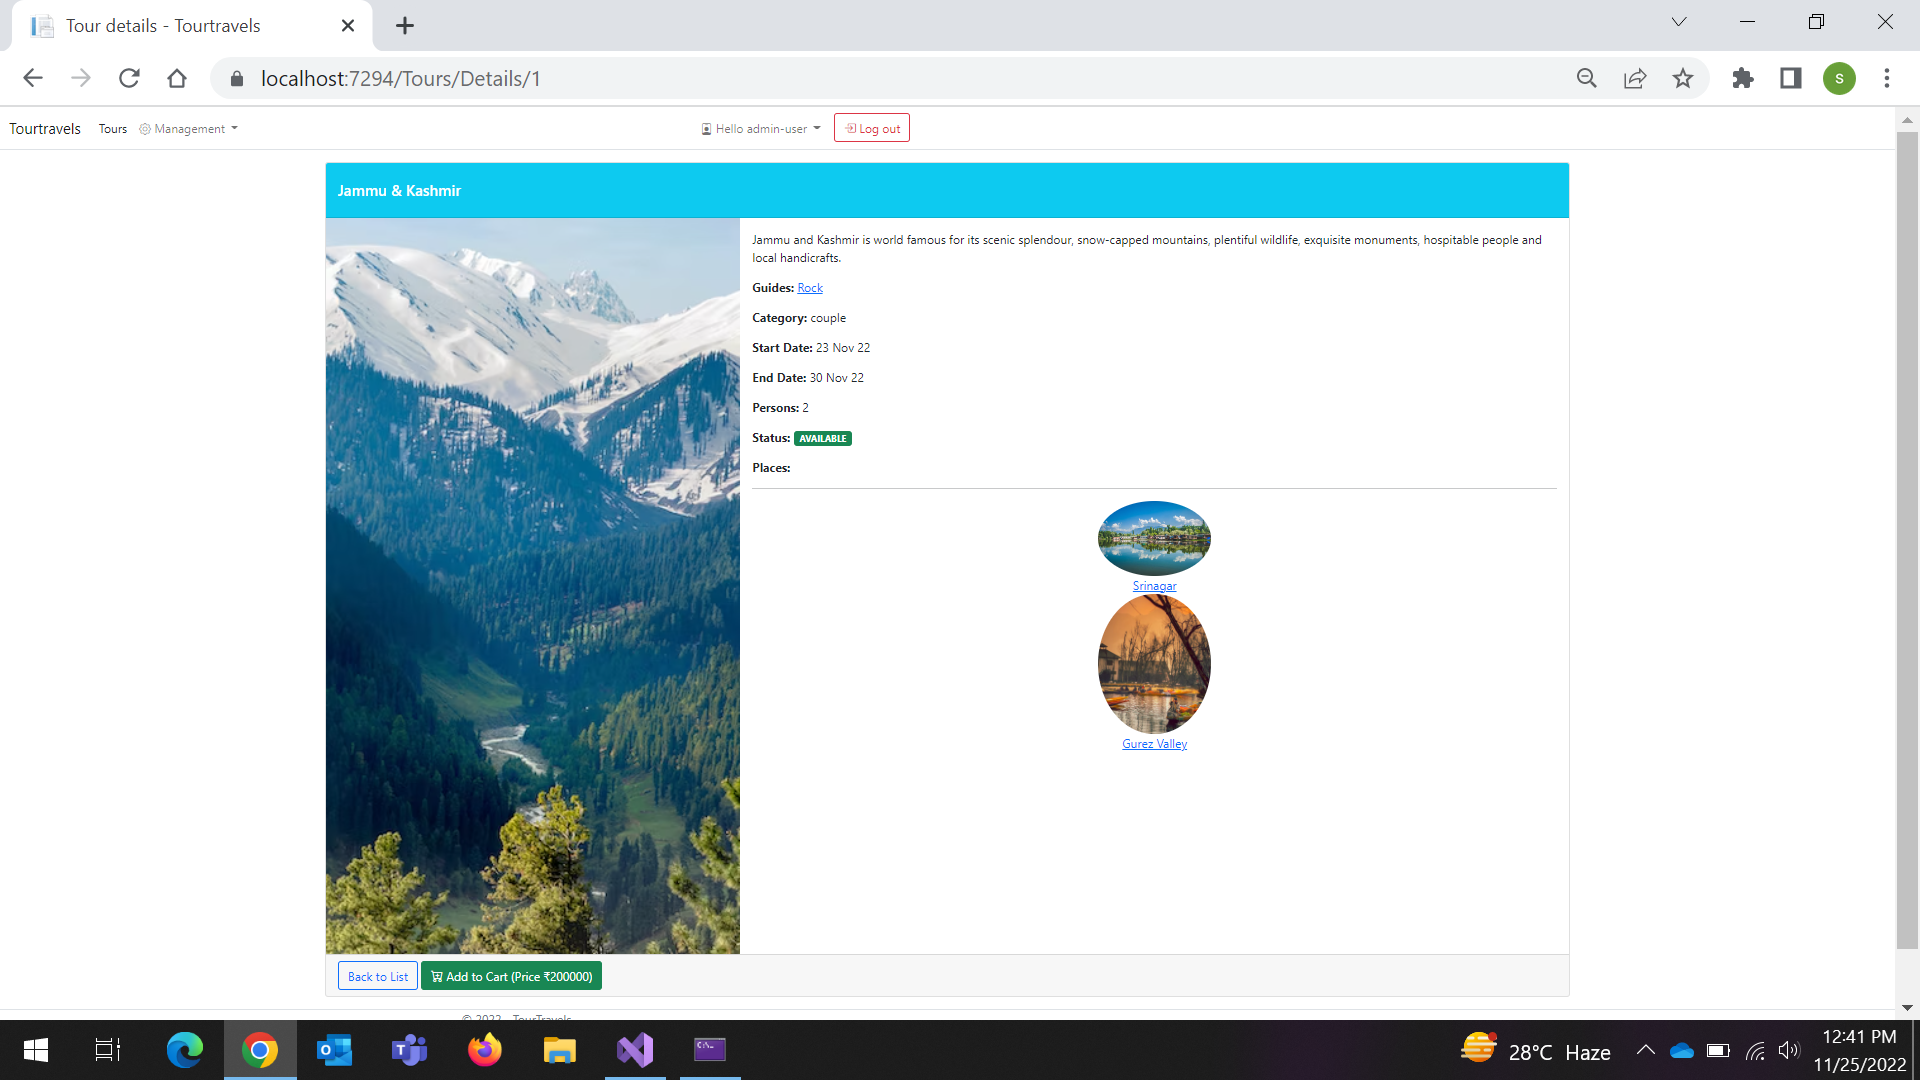 Tour details - Tourtravels
localhost:7294/Tours/Details/1
S
Tourtravels Tours Management Hello admin-user Log out
Jammu & Kashmir
Jammu and Kashmir is world famous for its scenic splendour, snow-capped mountains, plentiful wildlife, exquisite monuments, hospitable people and
local handicrafts.
Guides: Rock
Category: couple
Start Date: 23 Nov 22
End Date: 30 Nov 22
Persons: 2
Status: AVAILABLE
Places:
Srinagar
Gurez Valley
Back to List Add to Cart (Price ₹200000)
© 2022 - TourTravels
28°C Haze
12:41 PM
11/25/2022